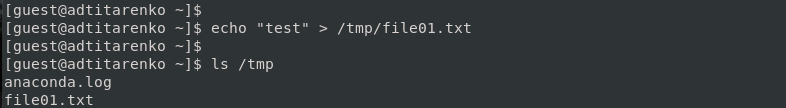 [guest@adtitarenko ~]$
[guest@adtitarenko ~]$ echo "test" > /tmp/file01.txt
[guest@adtitarenko ~]$
[guest@adtitarenko ~]$ ls /tmp
anaconda.log
file01.txt